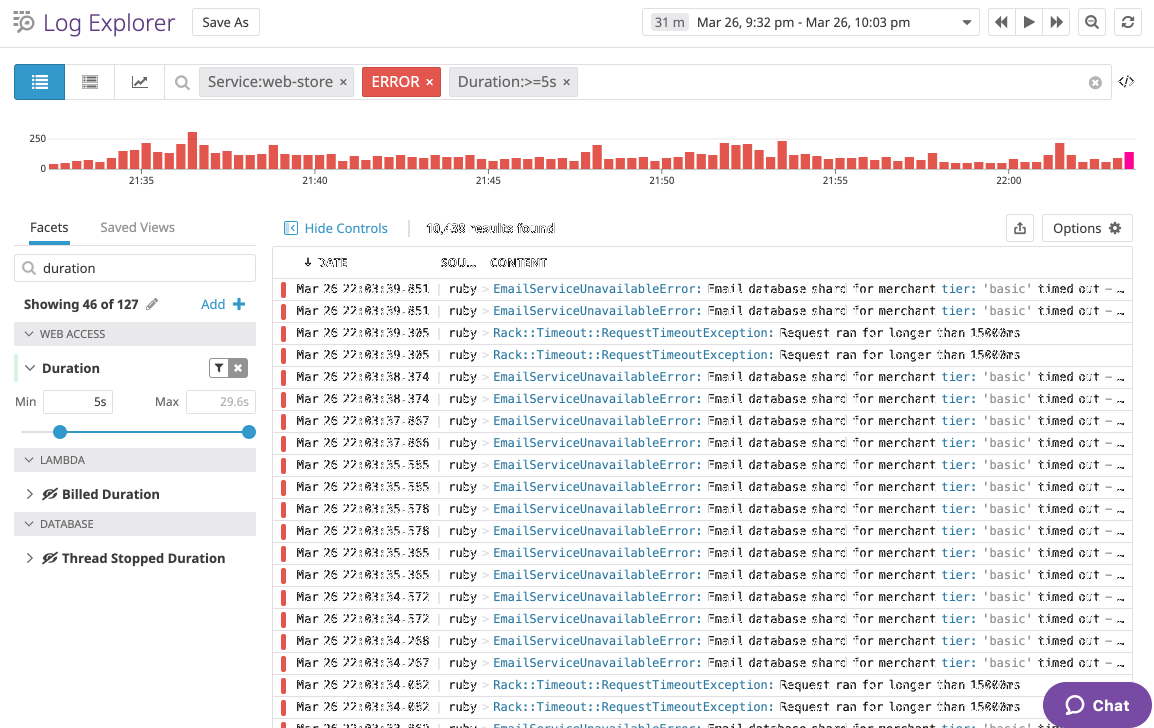 Log Explorer
Save As
31 m Mar 26, 9:32 pm - Mar 26, 10:03 pm
Service:web-store × ERROR × Duration:>=5s ×
</>
250
0
21:35 21:40 21:45 21:50 21:55 22:00
Facets Saved Views
Hide Controls 10,439 results found
Options
duration
Showing 46 of 127
Add +
WEB ACCESS
Duration
Min 5s Max 29.6s
LAMBDA
Billed Duration
DATABASE
Thread Stopped Duration
DATE SOU... CONTENT
Mar 26 22:03:39.851 ruby > EmailServiceUnavailableError: Email database shard for merchant tier: 'basic' timed out – …
Mar 26 22:03:39.851 ruby > EmailServiceUnavailableError: Email database shard for merchant tier: 'basic' timed out – …
Mar 26 22:03:39.305 ruby > Rack::Timeout::RequestTimeoutException: Request ran for longer than 15000ms
Mar 26 22:03:39.305 ruby > Rack::Timeout::RequestTimeoutException: Request ran for longer than 15000ms
Mar 26 22:03:38.374 ruby > EmailServiceUnavailableError: Email database shard for merchant tier: 'basic' timed out – …
Mar 26 22:03:38.374 ruby > EmailServiceUnavailableError: Email database shard for merchant tier: 'basic' timed out – …
Mar 26 22:03:37.867 ruby > EmailServiceUnavailableError: Email database shard for merchant tier: 'basic' timed out – …
Mar 26 22:03:37.866 ruby > EmailServiceUnavailableError: Email database shard for merchant tier: 'basic' timed out – …
Mar 26 22:03:35.585 ruby > EmailServiceUnavailableError: Email database shard for merchant tier: 'basic' timed out – …
Mar 26 22:03:35.585 ruby > EmailServiceUnavailableError: Email database shard for merchant tier: 'basic' timed out – …
Mar 26 22:03:35.378 ruby > EmailServiceUnavailableError: Email database shard for merchant tier: 'basic' timed out – …
Mar 26 22:03:35.378 ruby > EmailServiceUnavailableError: Email database shard for merchant tier: 'basic' timed out – …
Mar 26 22:03:35.365 ruby > EmailServiceUnavailableError: Email database shard for merchant tier: 'basic' timed out – …
Mar 26 22:03:35.365 ruby > EmailServiceUnavailableError: Email database shard for merchant tier: 'basic' timed out – …
Mar 26 22:03:34.372 ruby > EmailServiceUnavailableError: Email database shard for merchant tier: 'basic' timed out – …
Mar 26 22:03:34.372 ruby > EmailServiceUnavailableError: Email database shard for merchant tier: 'basic' timed out – …
Mar 26 22:03:34.268 ruby > EmailServiceUnavailableError: Email database shard for merchant tier: 'basic' timed out – …
Mar 26 22:03:34.267 ruby > EmailServiceUnavailableError: Email database shard for merchant tier: 'basic' timed out – …
Mar 26 22:03:34.082 ruby > Rack::Timeout::RequestTimeoutException: Request ran for longer than 15000ms
Mar 26 22:03:34.082 ruby > Rack::Timeout::RequestTimeoutException: Request ran for longer than 15000ms
Chat